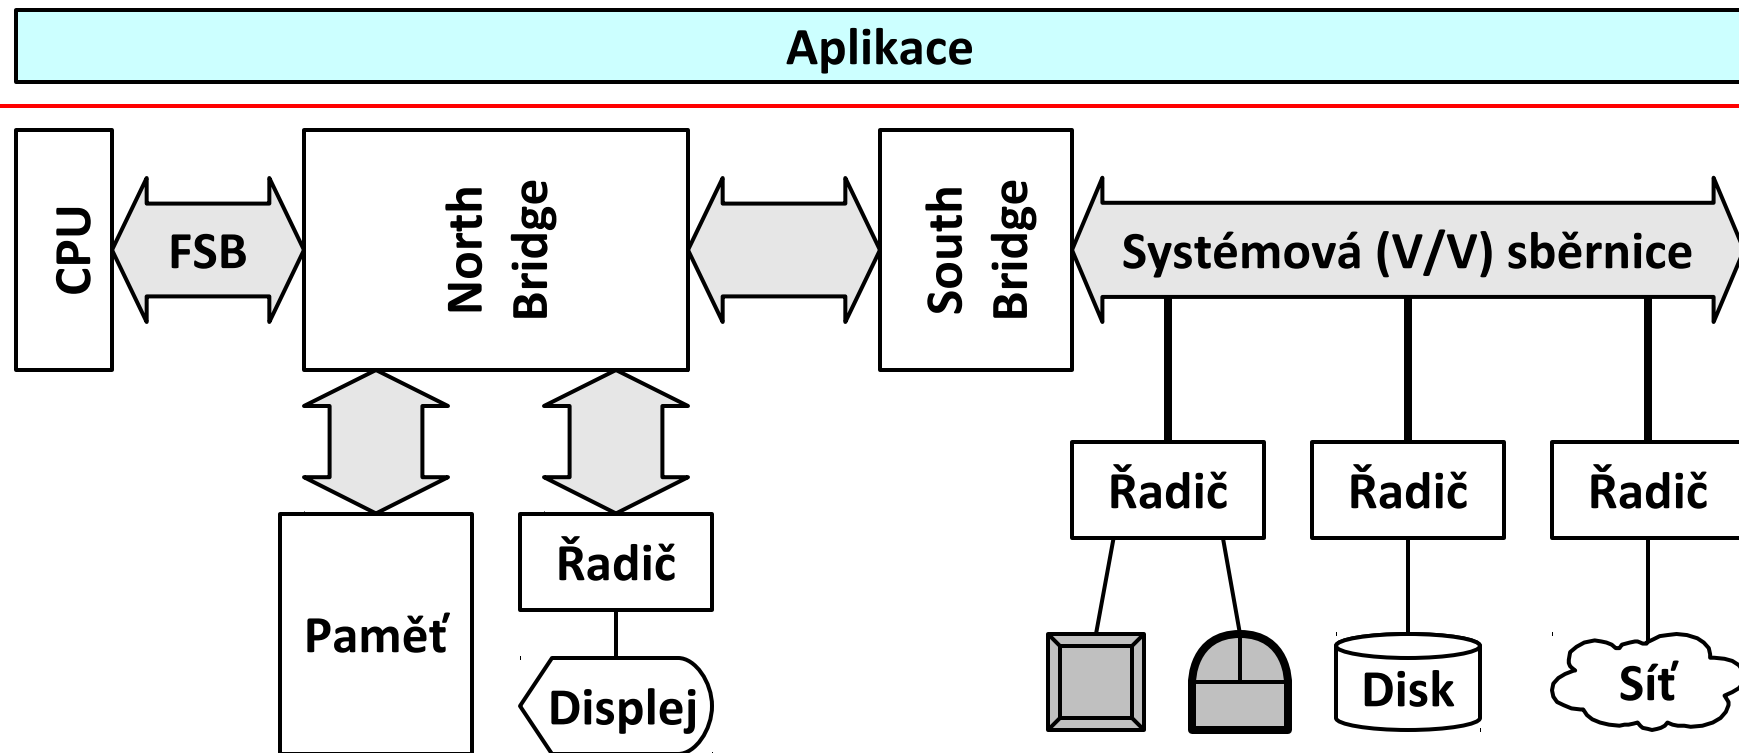 Aplikace
CPU
FSB
North
Bridge
South
Bridge
Systémová (V/V) sběrnice
Řadič
Řadič
Řadič
Řadič
Paměť
Displej
Disk
Síť